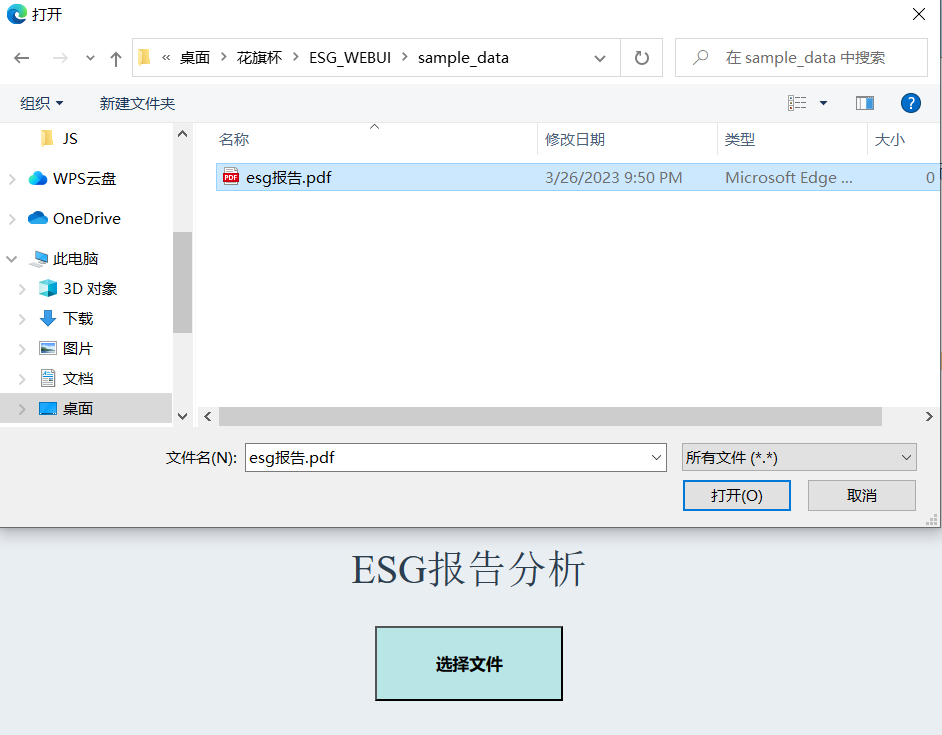 打开
« 桌面 > 花旗杯 > ESG_WEBUI > sample_data 在 sample_data 中搜索
组织 新建文件夹
JS
WPS云盘
OneDrive
此电脑
3D 对象
下载
图片
文档
桌面
名称 修改日期 类型 大小
PDF esg报告.pdf 3/26/2023 9:50 PM Microsoft Edge ... 0
文件名(N): esg报告.pdf 所有文件 (*.*)
打开(O) 取消
ESG报告分析
选择文件